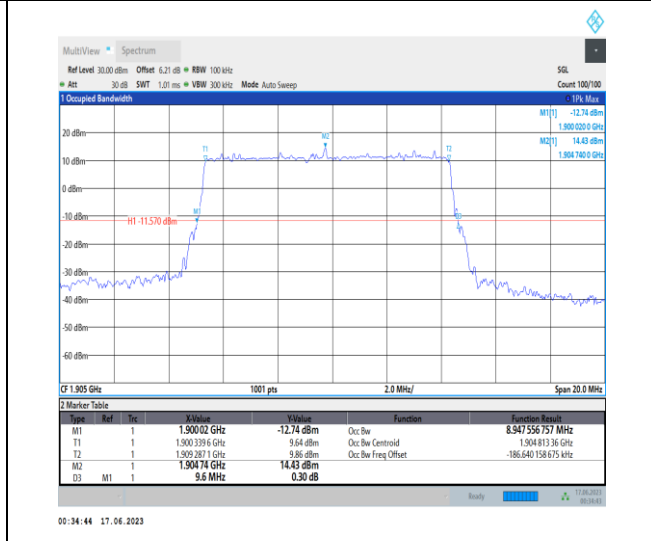 MultiView Spectrum
Ref Level 30.00 dBm Offset 6.21 dB RBW 100 kHz SGL
Att 30 dB SWT 1.01 ms VBW 300 kHz Mode Auto Sweep Count 100/100
1 Occupied Bandwidth 1Pk Max
M1[1] -12.74 dBm
1.900 020 0 GHz
M2[1] 14.43 dBm
1.904 740 0 GHz
20 dBm
M2
T1
T2
10 dBm
0 dBm
-10 dBm
M1
D3
H1 -11.570 dBm
-20 dBm
-30 dBm
-40 dBm
-50 dBm
-60 dBm
CF 1.905 GHz 1001 pts 2.0 MHz/ Span 20.0 MHz
2 Marker Table
Type Ref Trc X-Value Y-Value Function Function Result
M1 1 1.900 02 GHz -12.74 dBm Occ Bw 8.947 556 757 MHz
T1 1 1.900 339 6 GHz 9.64 dBm Occ Bw Centroid 1.904 813 36 GHz
T2 1 1.909 287 1 GHz 9.86 dBm Occ Bw Freq Offset -186.640 158 675 kHz
M2 1 1.904 74 GHz 14.43 dBm
D3 M1 1 9.6 MHz 0.30 dB
Ready 17.06.2023
00:34:43
00:34:44 17.06.2023